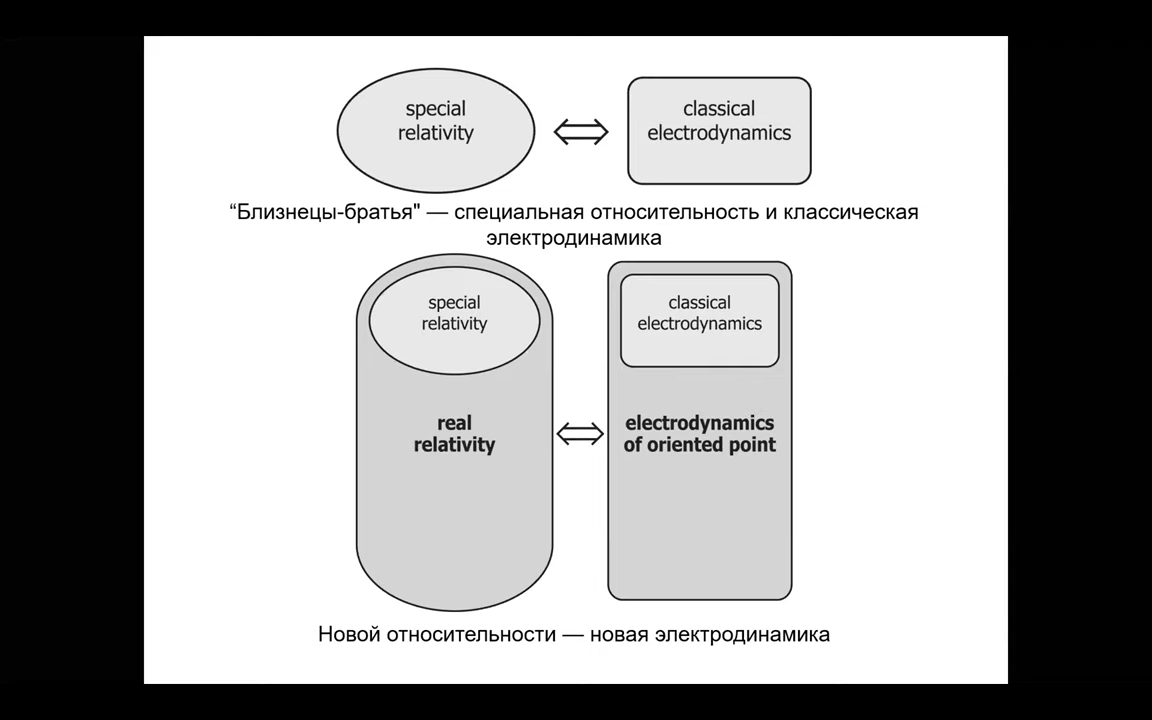 special
relativity
classical
electrodynamics
“Близнецы-братья" — специальная относительность и классическая
электродинамика
special
relativity
classical
electrodynamics
real
relativity
electrodynamics
of oriented point
Новой относительности — новая электродинамика